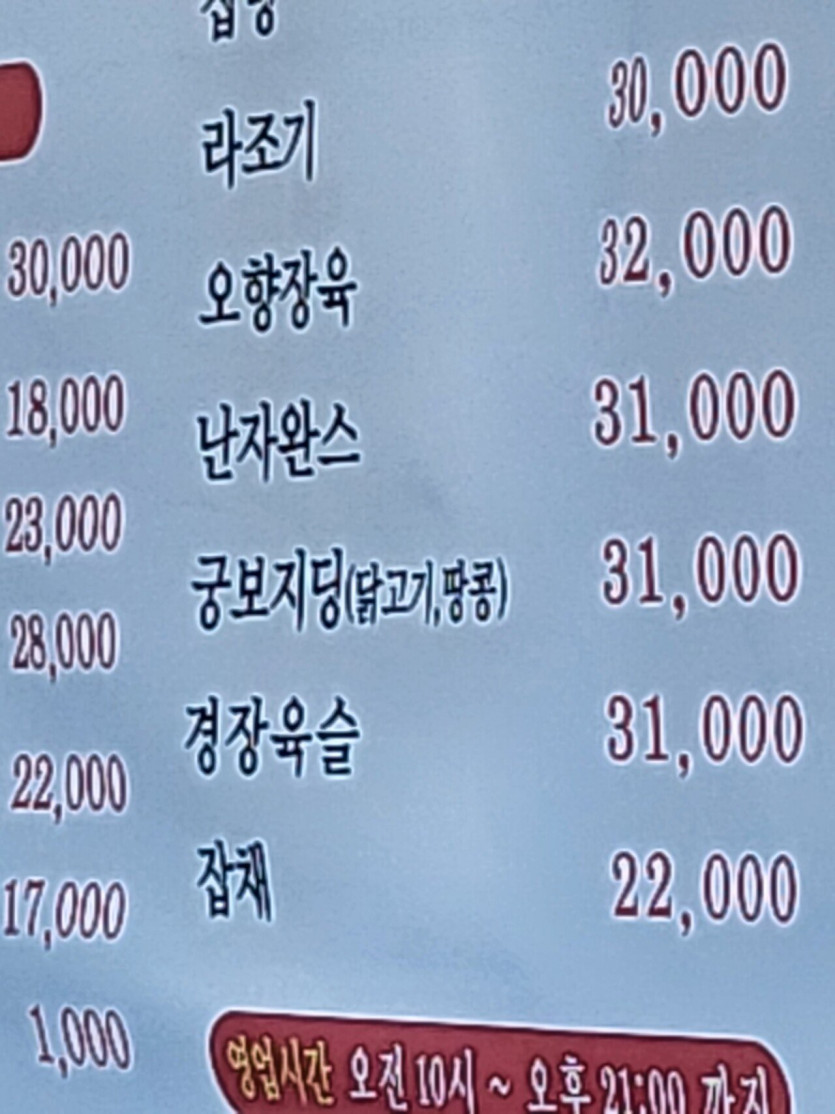 라조기 30,000
오향장육 32,000
난자완스 31,000
궁보지딩(닭고기,땅콩) 31,000
경장육슬 31,000
잡채 22,000
30,000
18,000
23,000
28,000
22,000
17,000
1,000
영업시간 오전 10시 ~ 오후 21:00 까지